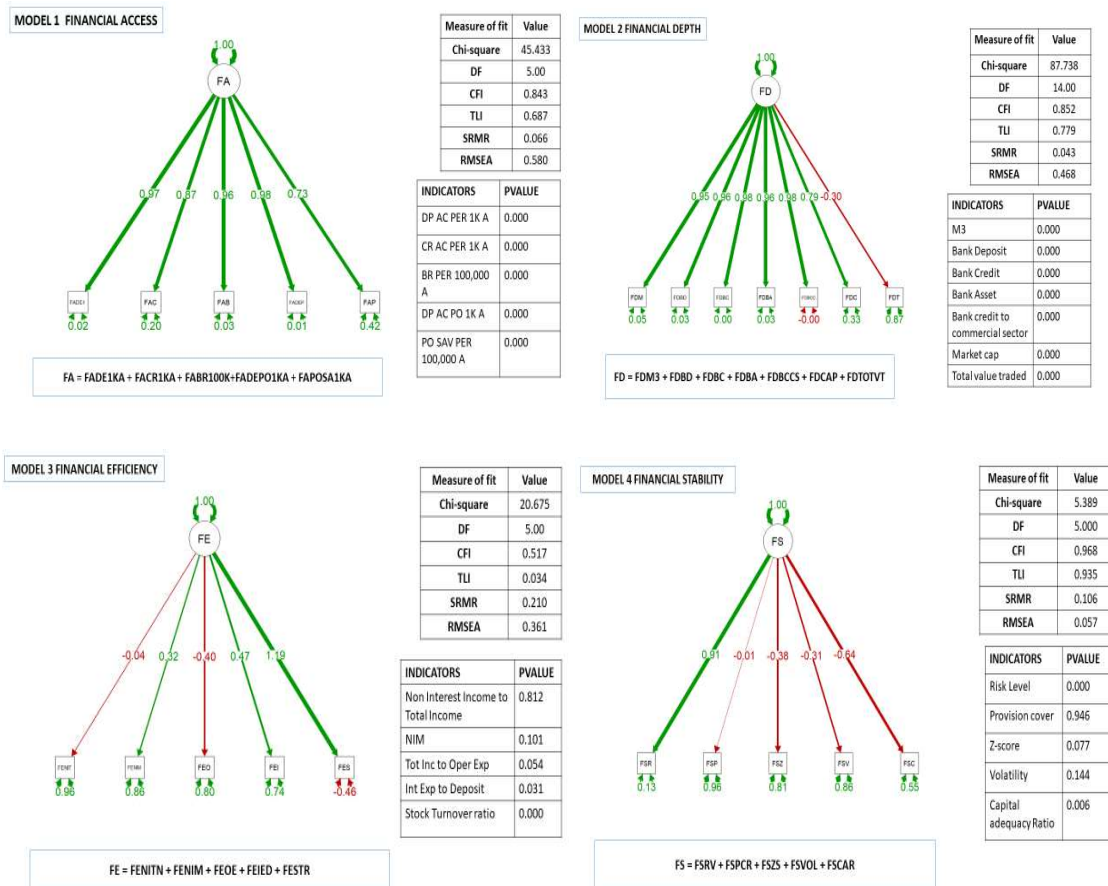 MODEL 1 FINANCIAL ACCESS
1.00
FA
0.97 0.87 0.96 0.98 0.73
FAC FAB FAP
0.02 0.20 0.03 0.01 0.42
FA = FADE1KA + FACR1KA + FABR100K+FADEPO1KA + FAPOSA1KA
Measure of fit Value
Chi-square 45.433
DF 5.00
CFI 0.843
TLI 0.687
SRMR 0.066
RMSEA 0.580
INDICATORS PVALUE
DP AC PER 1K A 0.000
CR AC PER 1K A 0.000
BR PER 100,000 0.000
A
DP AC PO 1K A 0.000
PO SAV PER 0.000
100,000 A
MODEL 2 FINANCIAL DEPTH
1.00
FD
0.95 0.96 0.98 0.96 0.98 0.79 -0.30
FDM FDBD FDBC FDBA FDC FDT
0.05 0.03 0.00 0.03 -0.00 0.33 0.87
FD = FDM3 + FDBD + FDBC + FDBA + FDBCCS + FDCAP + FDTOTVT
Measure of fit Value
Chi-square 87.738
DF 14.00
CFI 0.852
TLI 0.779
SRMR 0.043
RMSEA 0.468
INDICATORS PVALUE
M3 0.000
Bank Deposit 0.000
Bank Credit 0.000
Bank Asset 0.000
Bank credit to 0.000
commercial sector
Market cap 0.000
Total value traded 0.000
MODEL 3 FINANCIAL EFFICIENCY
1.00
FE
-0.04 0.32 -0.40 0.47 1.19
FENIT FENIM FEO FEI FES
0.96 0.86 0.80 0.74 -0.46
FE = FENITN + FENIM + FEOE + FEIED + FESTR
Measure of fit Value
Chi-square 20.675
DF 5.00
CFI 0.517
TLI 0.034
SRMR 0.210
RMSEA 0.361
INDICATORS PVALUE
Non Interest Income to 0.812
Total Income
NIM 0.101
Tot Inc to Oper Exp 0.054
Int Exp to Deposit 0.031
Stock Turnover ratio 0.000
MODEL 4 FINANCIAL STABILITY
1.00
FS
0.91 -0.01 -0.38 -0.31 -0.64
FSR FSP FSZ FSV FSC
0.13 0.96 0.81 0.86 0.55
FS = FSRV + FSPCR + FSZS + FSVOL + FSCAR
Measure of fit Value
Chi-square 5.389
DF 5.000
CFI 0.968
TLI 0.935
SRMR 0.106
RMSEA 0.057
INDICATORS PVALUE
Risk Level 0.000
Provision cover 0.946
Z-score 0.077
Volatility 0.144
Capital 0.006
adequacy Ratio